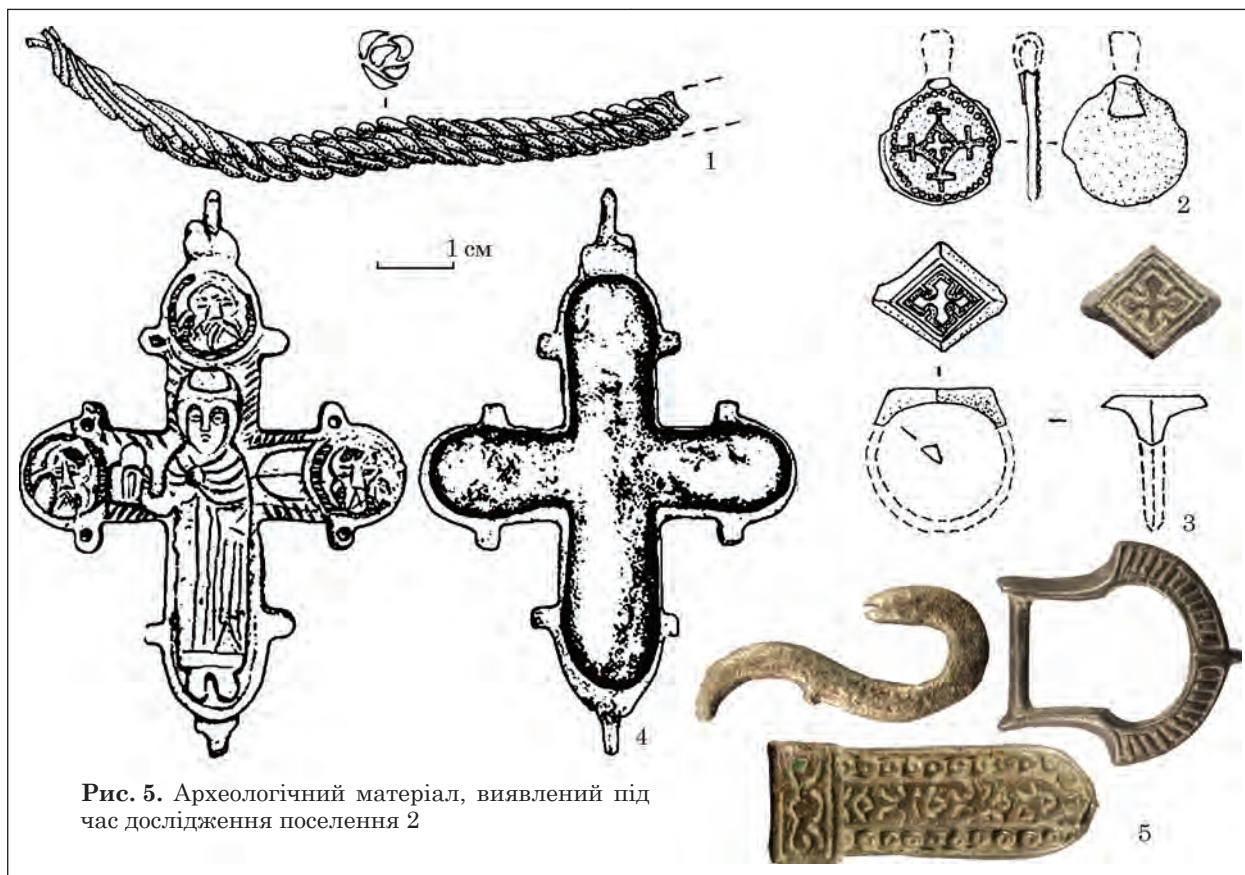 1
2
1 см
3
4
5
Рис. 5. Археологічний матеріал, виявлений під
час дослідження поселення 2